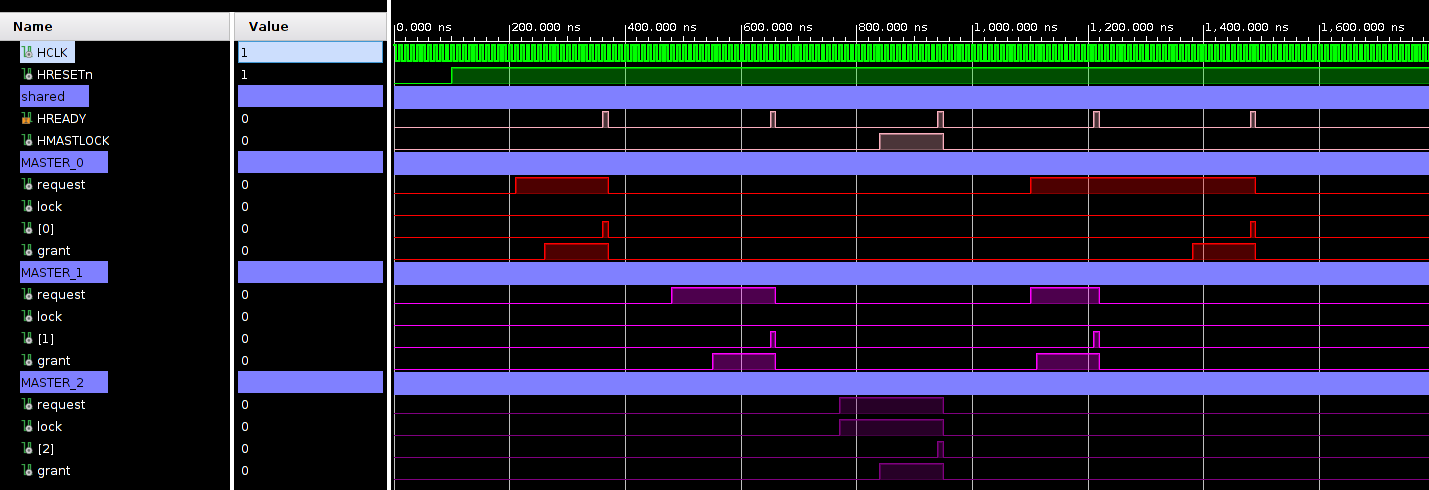 Name Value
0.000 ns 200.000 ns 400.000 ns 600.000 ns 800.000 ns 1,000.000 ns 1,200.000 ns 1,400.000 ns 1,600.000 ns
HCLK 1
HRESETn 1
shared
HREADY 0
HMASTLOCK 0
MASTER_0
request 0
lock 0
[0] 0
grant 0
MASTER_1
request 0
lock 0
[1] 0
grant 0
MASTER_2
request 0
lock 0
[2] 0
grant 0